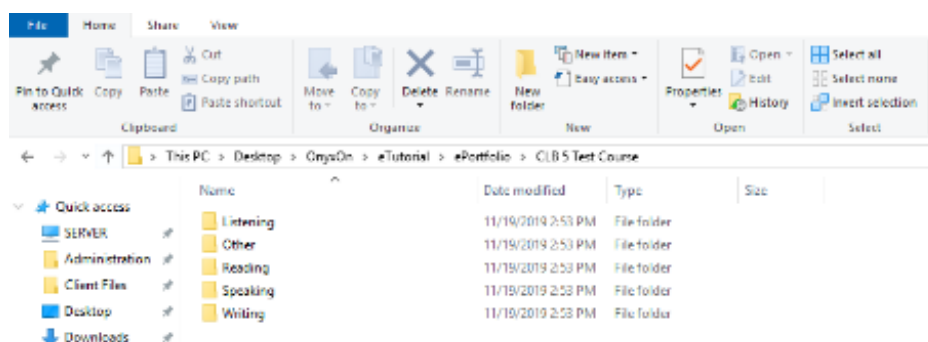 File Home Share View
Pin to Quick access
Copy
Paste
Cut
Copy path
Paste shortcut
Clipboard
Move to
Copy to
Delete
Rename
Organize
New folder
New item
Easy access
New
Properties
Open
Edit
History
Open
Select all
Select none
Invert selection
Select
This PC > Desktop > OnyxOn > eTutorial > ePortfolio > CLB 5 Test Course
Name Date modified Type Size
Quick access
SERVER
Administration
Client Files
Desktop
Downloads
Listening 11/19/2019 2:53 PM File folder
Other 11/19/2019 2:53 PM File folder
Reading 11/19/2019 2:53 PM File folder
Speaking 11/19/2019 2:53 PM File folder
Writing 11/19/2019 2:53 PM File folder